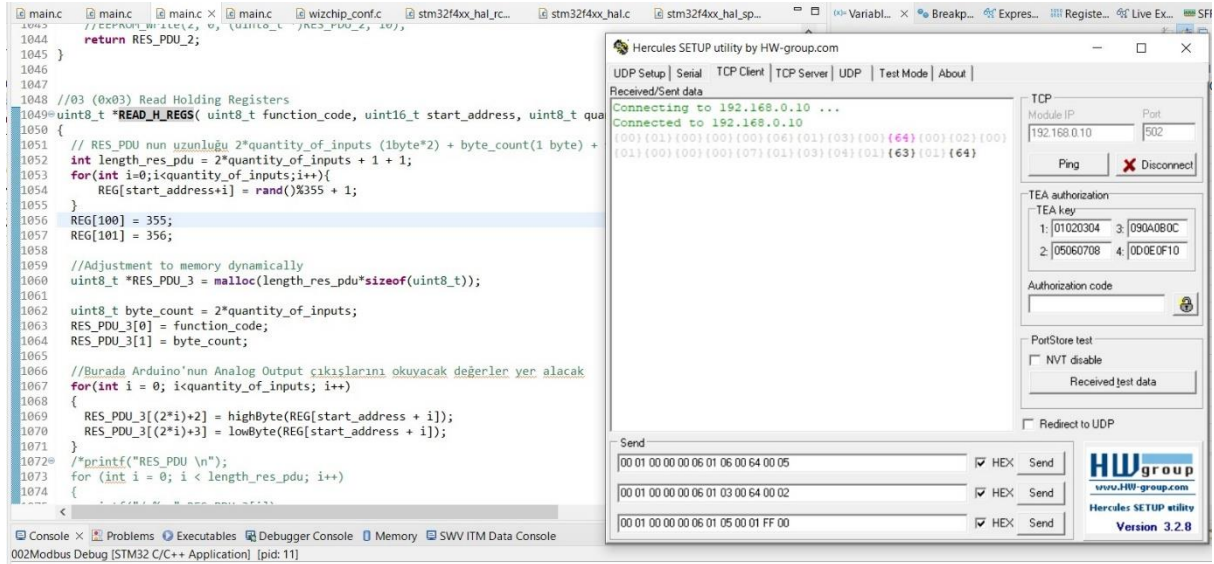 main.c
main.c
main.c
main.c
wizchip_conf.c
stm32f4xx_hal_rc...
stm32f4xx_hal.c
stm32f4xx_hal_sp...
Variabl...
Breakp...
Expres...
Registe...
Live Ex...
SFR
1043 //EEPROM_Write(2, 0, (uint8_t *)RES_PDU_2, 10);
1044 return RES_PDU_2;
1045 }
1046
1047
1048 //03 (0x03) Read Holding Registers
1049 uint8_t *READ_H_REGS( uint8_t function_code, uint16_t start_address, uint8_t qua
1050 {
1051 // RES_PDU nun uzunluğu 2*quantity_of_inputs (1byte*2) + byte_count(1 byte) +
1052 int length_res_pdu = 2*quantity_of_inputs + 1 + 1;
1053 for(int i=0;i<quantity_of_inputs;i++){
1054 REG[start_address+i] = rand()%355 + 1;
1055 }
1056 REG[100] = 355;
1057 REG[101] = 356;
1058
1059 //Adjustment to memory dynamically
1060 uint8_t *RES_PDU_3 = malloc(length_res_pdu*sizeof(uint8_t));
1061
1062 uint8_t byte_count = 2*quantity_of_inputs;
1063 RES_PDU_3[0] = function_code;
1064 RES_PDU_3[1] = byte_count;
1065
1066 //Burada Arduino'nun Analog Output çıkışlarını okuyacak değerler yer alacak
1067 for(int i = 0; i<quantity_of_inputs; i++)
1068 {
1069 RES_PDU_3[(2*i)+2] = highByte(REG[start_address + i]);
1070 RES_PDU_3[(2*i)+3] = lowByte(REG[start_address + i]);
1071 }
1072 /*printf("RES_PDU \n");
1073 for (int i = 0; i < length_res_pdu; i++)
1074 {
Console
Problems
Executables
Debugger Console
Memory
SWV ITM Data Console
002Modbus Debug [STM32 C/C++ Application] [pid: 11]
Hercules SETUP utility by HW-group.com
UDP Setup
Serial
TCP Client
TCP Server
UDP
Test Mode
About
Received/Sent data
Connecting to 192.168.0.10 ...
Connected to 192.168.0.10
{00}{01}{00}{00}{00}{06}{01}{03}{00}{64}{00}{02}{00}
{01}{00}{00}{00}{07}{01}{03}{04}{01}{63}{01}{64}
TCP
Module IP
Port
192.168.0.10
502
Ping
Disconnect
TEA authorization
TEA key
1: 01020304
3: 090A0B0C
2: 05060708
4: 0D0E0F10
Authorization code
PortStore test
NVT disable
Received test data
Redirect to UDP
Send
00 01 00 00 00 06 01 06 00 64 00 05
HEX
Send
00 01 00 00 00 06 01 03 00 64 00 02
HEX
Send
00 01 00 00 00 06 01 05 00 01 FF 00
HEX
Send
HWgroup
www.HW-group.com
Hercules SETUP utility
Version 3.2.8